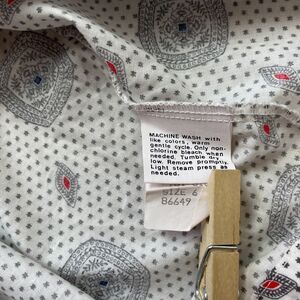 MACHINE WASH with
like colors, warm
gentle cycle. Only non-
chlorine bleach when
needed. Tumble dry
low. Remove promptly.
Light steam press as
needed.
SIZE 6
B6649